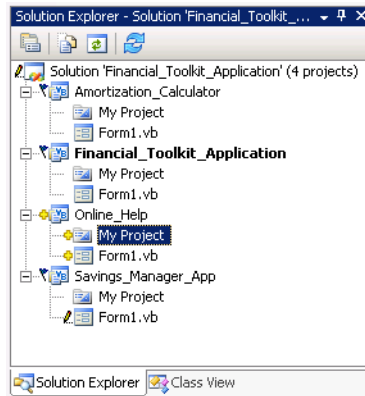 Solution Explorer - Solution 'Financial_Toolkit_...
Solution 'Financial_Toolkit_Application' (4 projects)
Amortization_Calculator
My Project
Form1.vb
Financial_Toolkit_Application
My Project
Form1.vb
Online_Help
My Project
Form1.vb
Savings_Manager_App
My Project
Form1.vb
Solution Explorer Class View